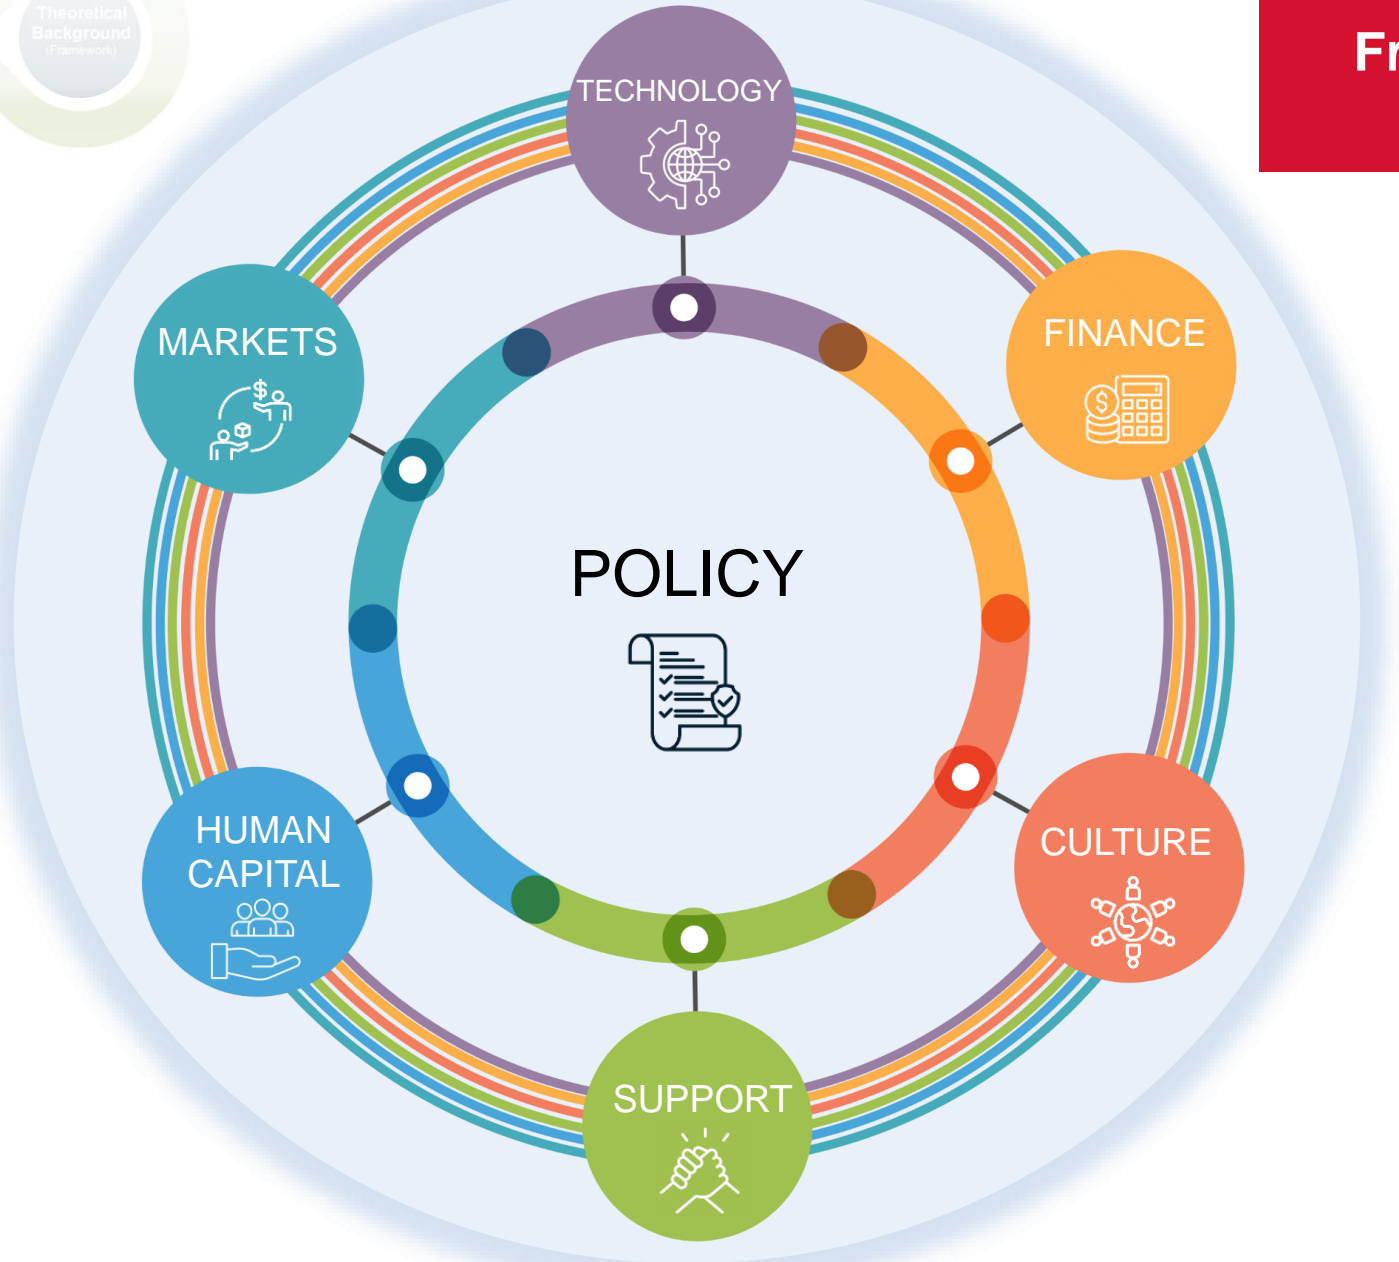 Theoretical
Background
(Framework)
Fr
TECHNOLOGY
MARKETS
FINANCE
POLICY
HUMAN
CAPITAL
CULTURE
SUPPORT